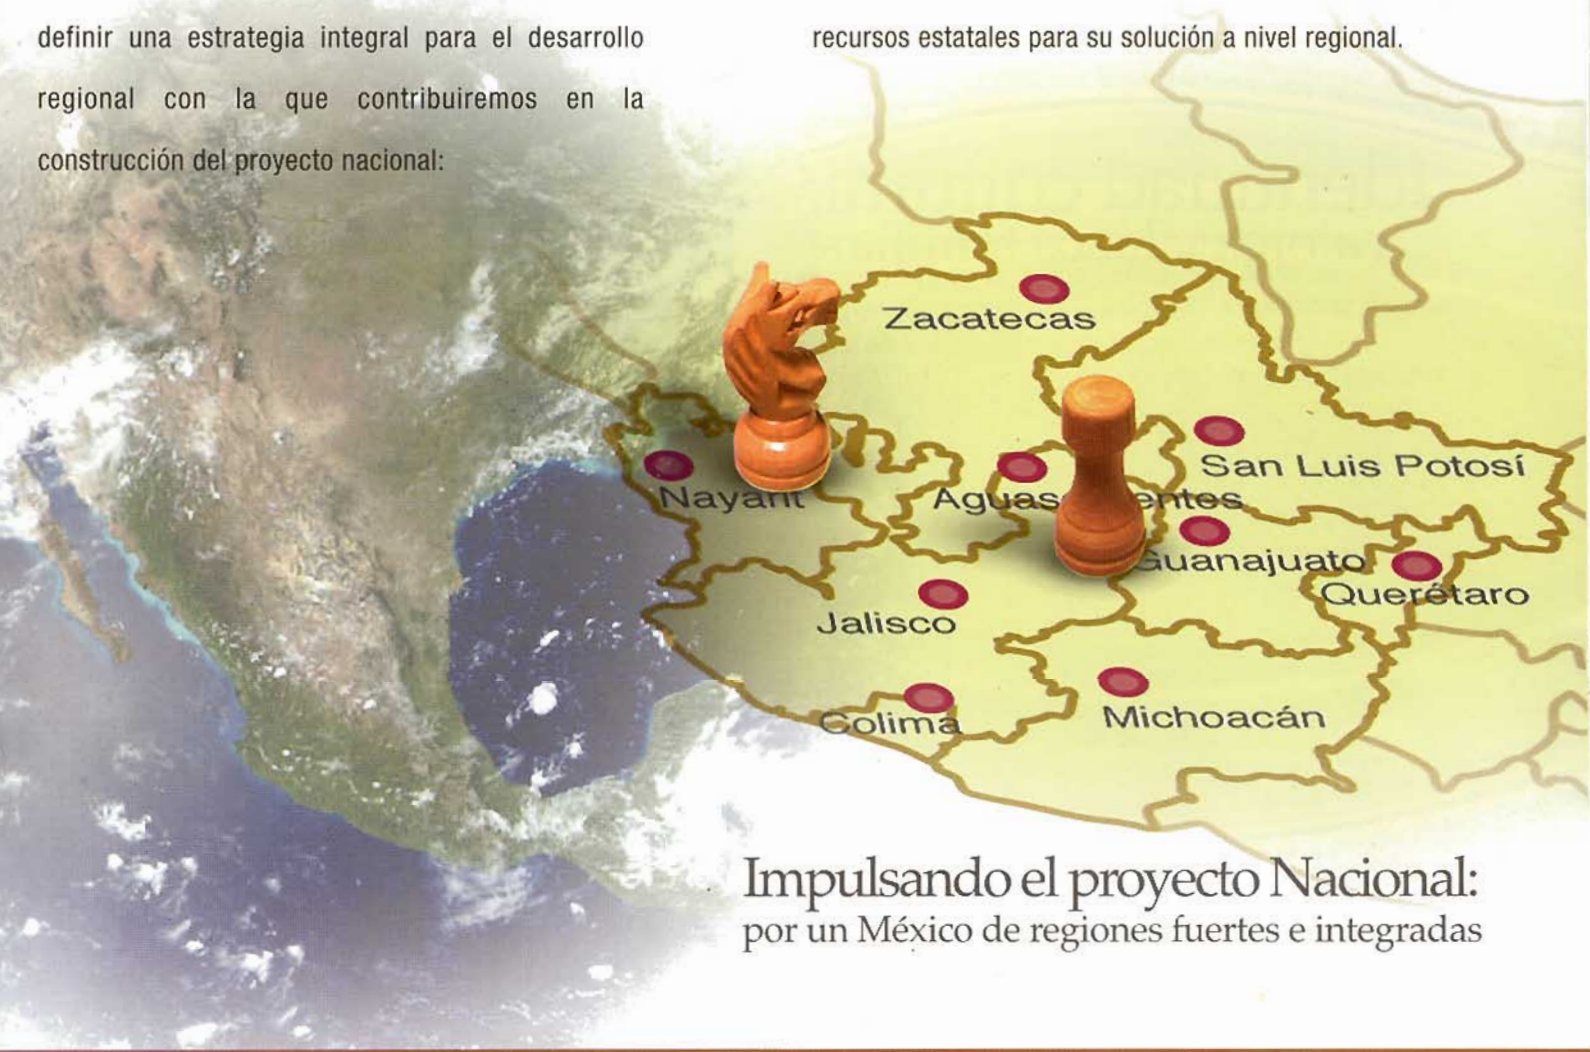 definir una estrategia integral para el desarrollo
regional con la que contribuiremos en la
construcción del proyecto nacional:
recursos estatales para su solución a nivel regional.
Zacatecas
San Luis Potosí
Nayarit
Guanajuato
Querétaro
Jalisco
Colima
Michoacán
Impulsando el proyecto Nacional:
por un México de regiones fuertes e integradas